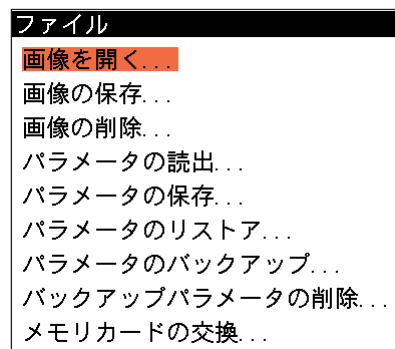 ファイル
画像を開く...
画像の保存...
画像の削除...
パラメータの読出...
パラメータの保存...
パラメータのリストア...
パラメータのバックアップ...
バックアップパラメータの削除...
メモリカードの交換...